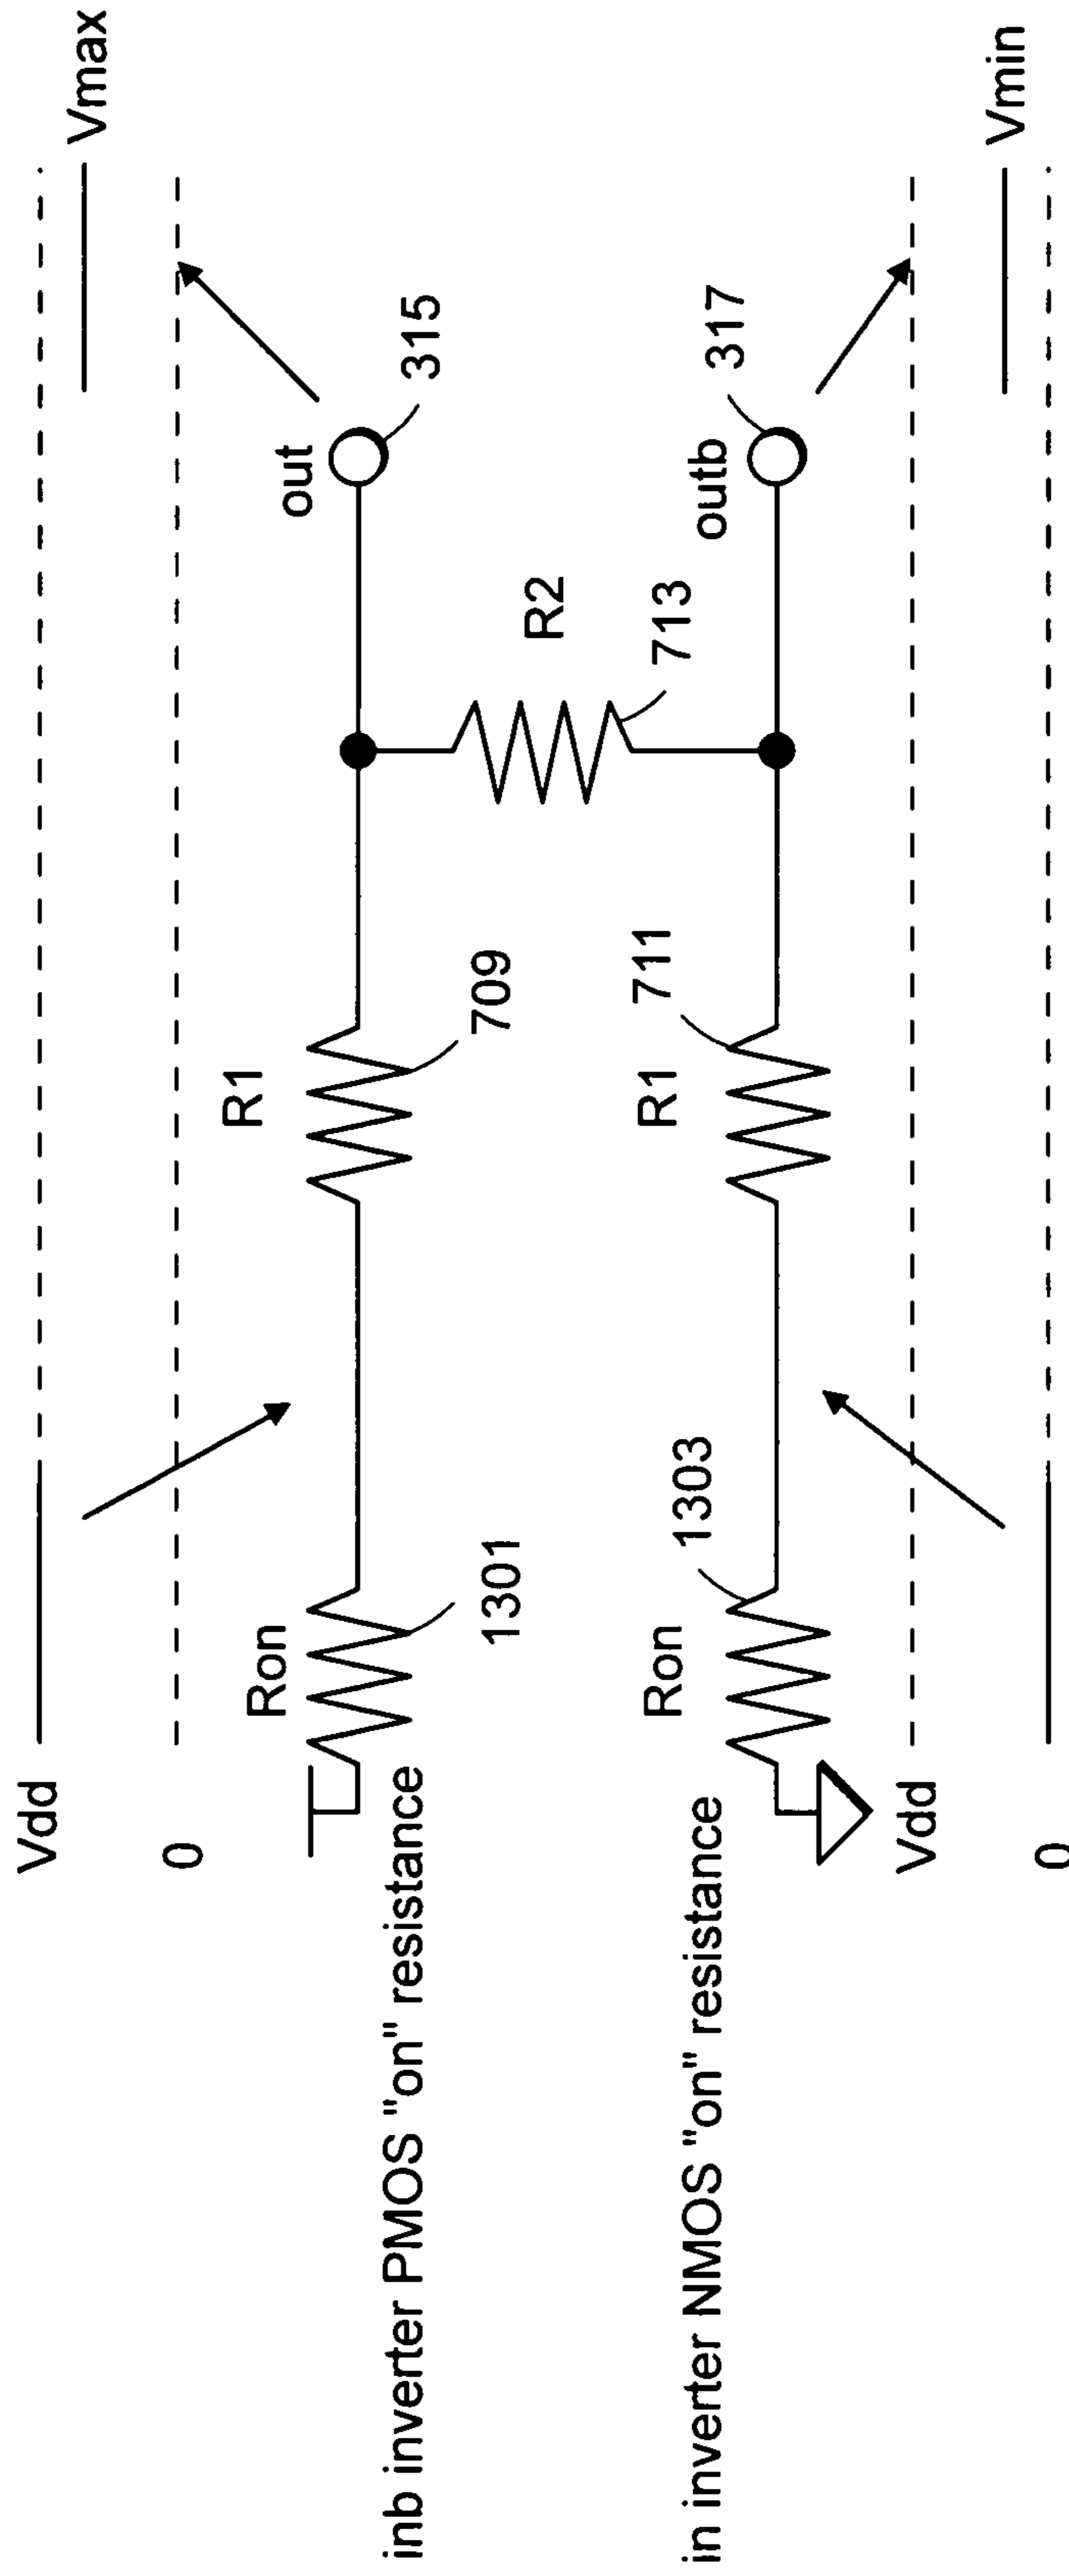 Vdd
Vmax
0
out
315
R1
Ron
709
inb inverter PMOS "on" resistance
1301
R2
713
outb
317
711
R1
1303
Ron
in inverter NMOS "on" resistance
Vdd
Vmin
0